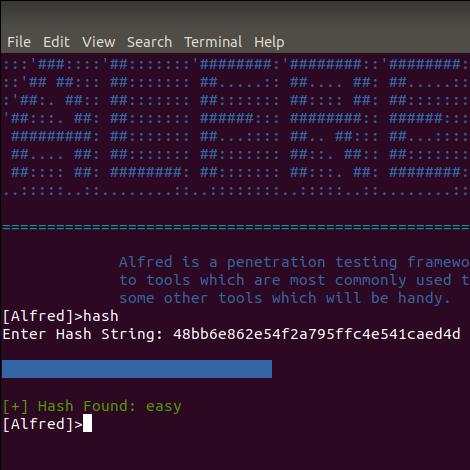 File Edit View Search Terminal Help
:::'###::::'##:::::::'########:'########::'########:
::'## ##::: ##::::::: ##.....:: ##.... ##: ##.....::
:'##:. ##:: ##::::::: ##::::::: ##:::: ##: ##:::::::
'##:::. ##: ##::::::: ######::: ########:: ######:::
 #########: ##::::::: ##...:::: ##.. ##::: ##...::::
 ##.... ##: ##::::::: ##::::::: ##::. ##:: ##:::::::
 ##:::: ##: ########: ##::::::: ##:::. ##: ########:
..:::::..::........::..::::::::..:::::..::........::
====================================================
Alfred is a penetration testing framewo
to tools which are most commonly used t
some other tools which will be handy.
[Alfred]>hash
Enter Hash String: 48bb6e862e54f2a795ffc4e541caed4d
[+] Hash Found: easy
[Alfred]>